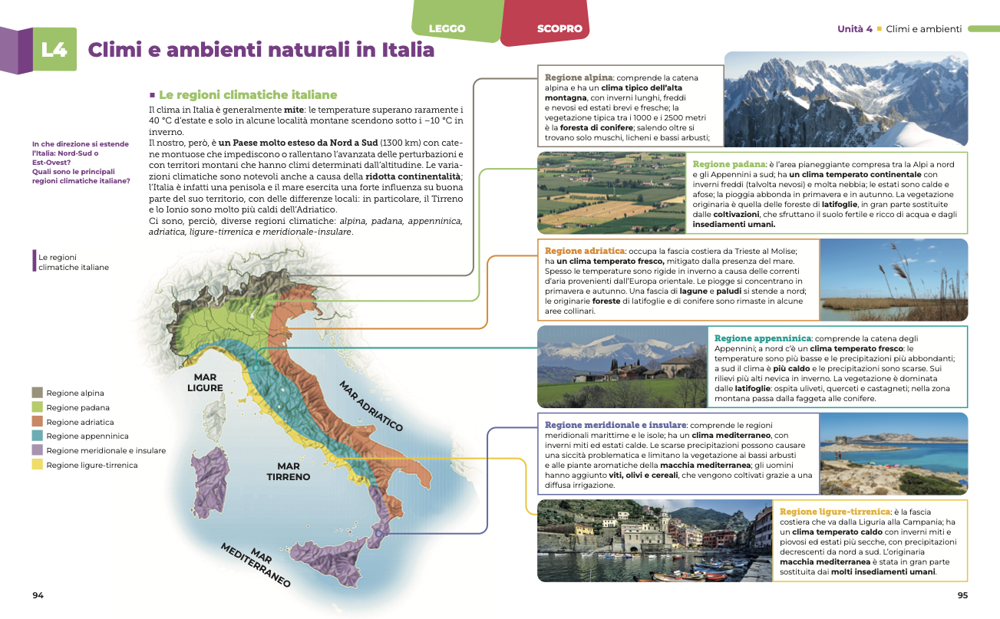 LEGGO
SCOPRO
Unità 4 ■ Climi e ambienti
L4
Climi e ambienti naturali in Italia
▪ Le regioni climatiche italiane
Il clima in Italia è generalmente mite: le temperature superano raramente i
40 °C d'estate e solo in alcune località montane scendono sotto i −10 °C in
inverno.
Il nostro, però, è un Paese molto esteso da Nord a Sud (1300 km) con cate-
ne montuose che impediscono o rallentano l'avanzata delle perturbazioni e
con territori montani che hanno climi determinati dall'altitudine. Le varia-
zioni climatiche sono notevoli anche a causa della ridotta continentalità;
l'Italia è infatti una penisola e il mare esercita una forte influenza su buona
parte del suo territorio, con delle differenze locali: in particolare, il Tirreno
e lo Ionio sono molto più caldi dell'Adriatico.
Ci sono, perciò, diverse regioni climatiche: alpina, padana, appenninica,
adriatica, ligure-tirrenica e meridionale-insulare.
In che direzione si estende
l'Italia: Nord-Sud o
Est-Ovest?
Quali sono le principali
regioni climatiche italiane?
Le regioni
climatiche italiane
MAR
LIGURE
MAR ADRIATICO
MAR
TIRRENO
MAR
MEDITERRANEO
Regione alpina
Regione padana
Regione adriatica
Regione appenninica
Regione meridionale e insulare
Regione ligure-tirrenica
94
Regione alpina: comprende la catena
alpina e ha un clima tipico dell'alta
montagna, con inverni lunghi, freddi
e nevosi ed estati brevi e fresche; la
vegetazione tipica tra i 1000 e i 2500 metri
è la foresta di conifere; salendo oltre si
trovano solo muschi, licheni e bassi arbusti;
Regione padana: è l'area pianeggiante compresa tra la Alpi a nord
e gli Appennini a sud; ha un clima temperato continentale con
inverni freddi (talvolta nevosi) e molta nebbia; le estati sono calde e
afose; la pioggia abbonda in primavera e in autunno. La vegetazione
originaria è quella delle foreste di latifoglie, in gran parte sostituite
dalle coltivazioni, che sfruttano il suolo fertile e ricco di acqua e dagli
insediamenti umani.
Regione adriatica: occupa la fascia costiera da Trieste al Molise;
ha un clima temperato fresco, mitigato dalla presenza del mare.
Spesso le temperature sono rigide in inverno a causa delle correnti
d'aria provenienti dall'Europa orientale. Le piogge si concentrano in
primavera e autunno. Una fascia di lagune e paludi si stende a nord;
le originarie foreste di latifoglie e di conifere sono rimaste in alcune
aree collinari.
Regione appenninica: comprende la catena degli
Appennini; a nord c'è un clima temperato fresco: le
temperature sono più basse e le precipitazioni più abbondanti;
a sud il clima è più caldo e le precipitazioni sono scarse. Sui
rilievi più alti nevica in inverno. La vegetazione è dominata
dalle latifoglie: ospita uliveti, querceti e castagneti; nella zona
montana passa dalla faggeta alle conifere.
Regione meridionale e insulare: comprende le regioni
meridionali marittime e le isole; ha un clima mediterraneo, con
inverni miti ed estati calde. Le scarse precipitazioni possono causare
una siccità problematica e limitano la vegetazione ai bassi arbusti
e alle piante aromatiche della macchia mediterranea; gli uomini
hanno aggiunto viti, olivi e cereali, che vengono coltivati grazie a una
diffusa irrigazione.
Regione ligure-tirrenica: è la fascia
costiera che va dalla Liguria alla Campania; ha
un clima temperato caldo con inverni miti e
piovosi ed estati più secche, con precipitazioni
decrescenti da nord a sud. L'originaria
macchia mediterranea è stata in gran parte
sostituita dai molti insediamenti umani.
95